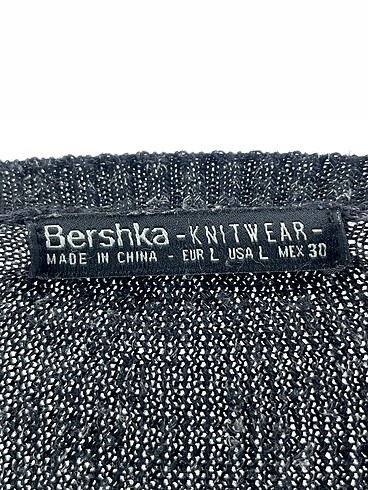 Bershka - KNITWEAR -
MADE IN CHINA - EUR L USA L MEX 30